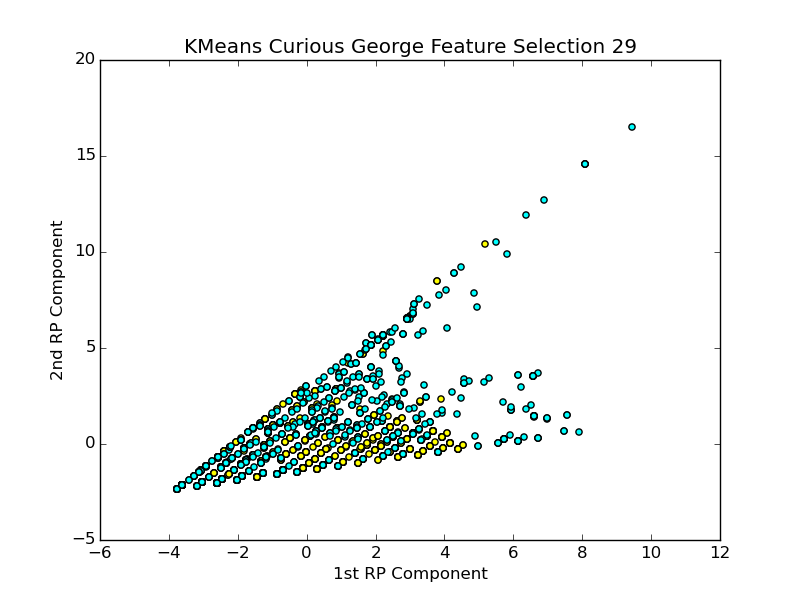 KMeans Curious George Feature Selection 29
20
15
10
5
0
−5
2nd RP Component
−6 −4 −2 0 2 4 6 8 10 12
1st RP Component